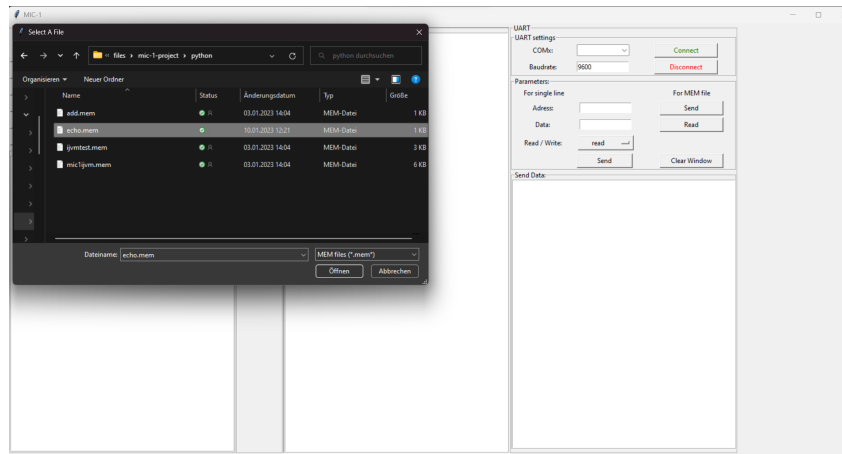 MIC-1
Select A File
« files › mic-1-project › python
python durchsuchen
Organisieren
Neuer Ordner
Name Status Änderungsdatum Typ Größe
add.mem 03.01.2023 14:04 MEM-Datei 1 KB
echo.mem 10.01.2023 12:21 MEM-Datei 1 KB
ijvmtest.mem 03.01.2023 14:04 MEM-Datei 3 KB
mic1ijvm.mem 03.01.2023 14:04 MEM-Datei 6 KB
Dateiname: echo.mem
MEM files (*.mem*)
Öffnen Abbrechen
UART
UART settings
COMx: Connect
Baudrate: 9600 Disconnect
Parameters:
For single line For MEM file
Adress: Send
Data: Read
Read / Write: read
Send Clear Window
Send Data: